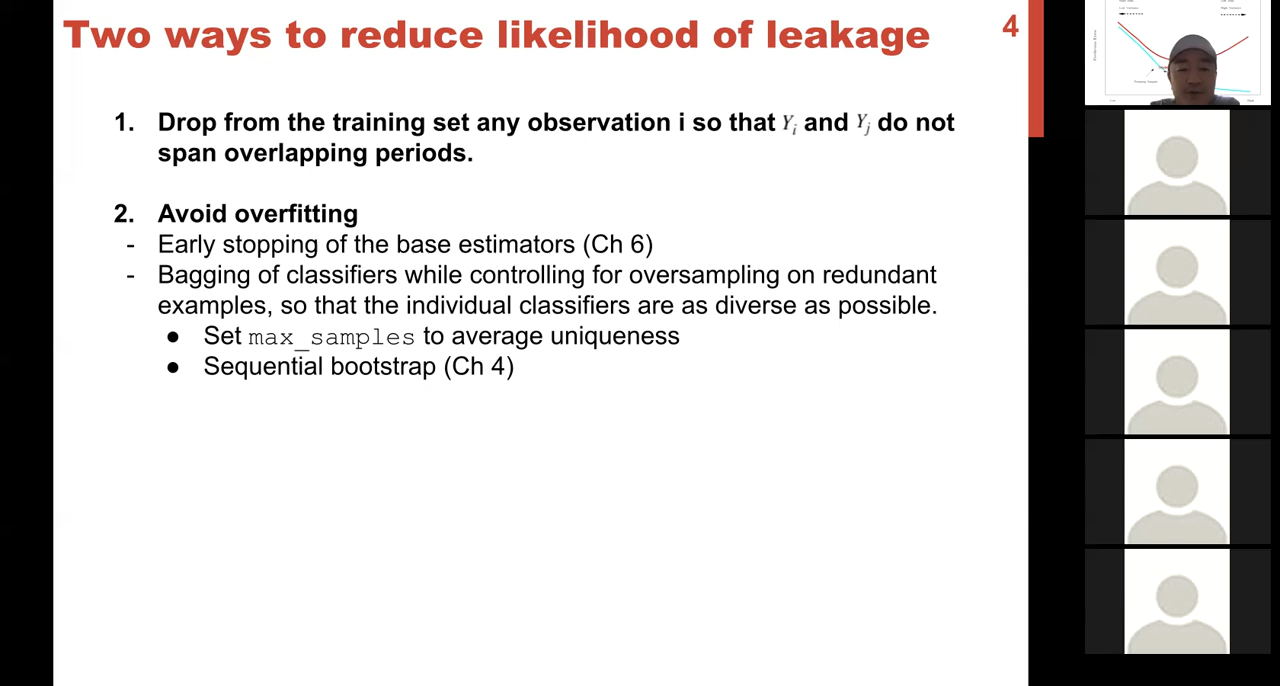 Two ways to reduce likelihood of leakage
4
1. Drop from the training set any observation i so that Yi and Yj do not
span overlapping periods.
2. Avoid overfitting
- Early stopping of the base estimators (Ch 6)
- Bagging of classifiers while controlling for oversampling on redundant
examples, so that the individual classifiers are as diverse as possible.
● Set max_samples to average uniqueness
● Sequential bootstrap (Ch 4)